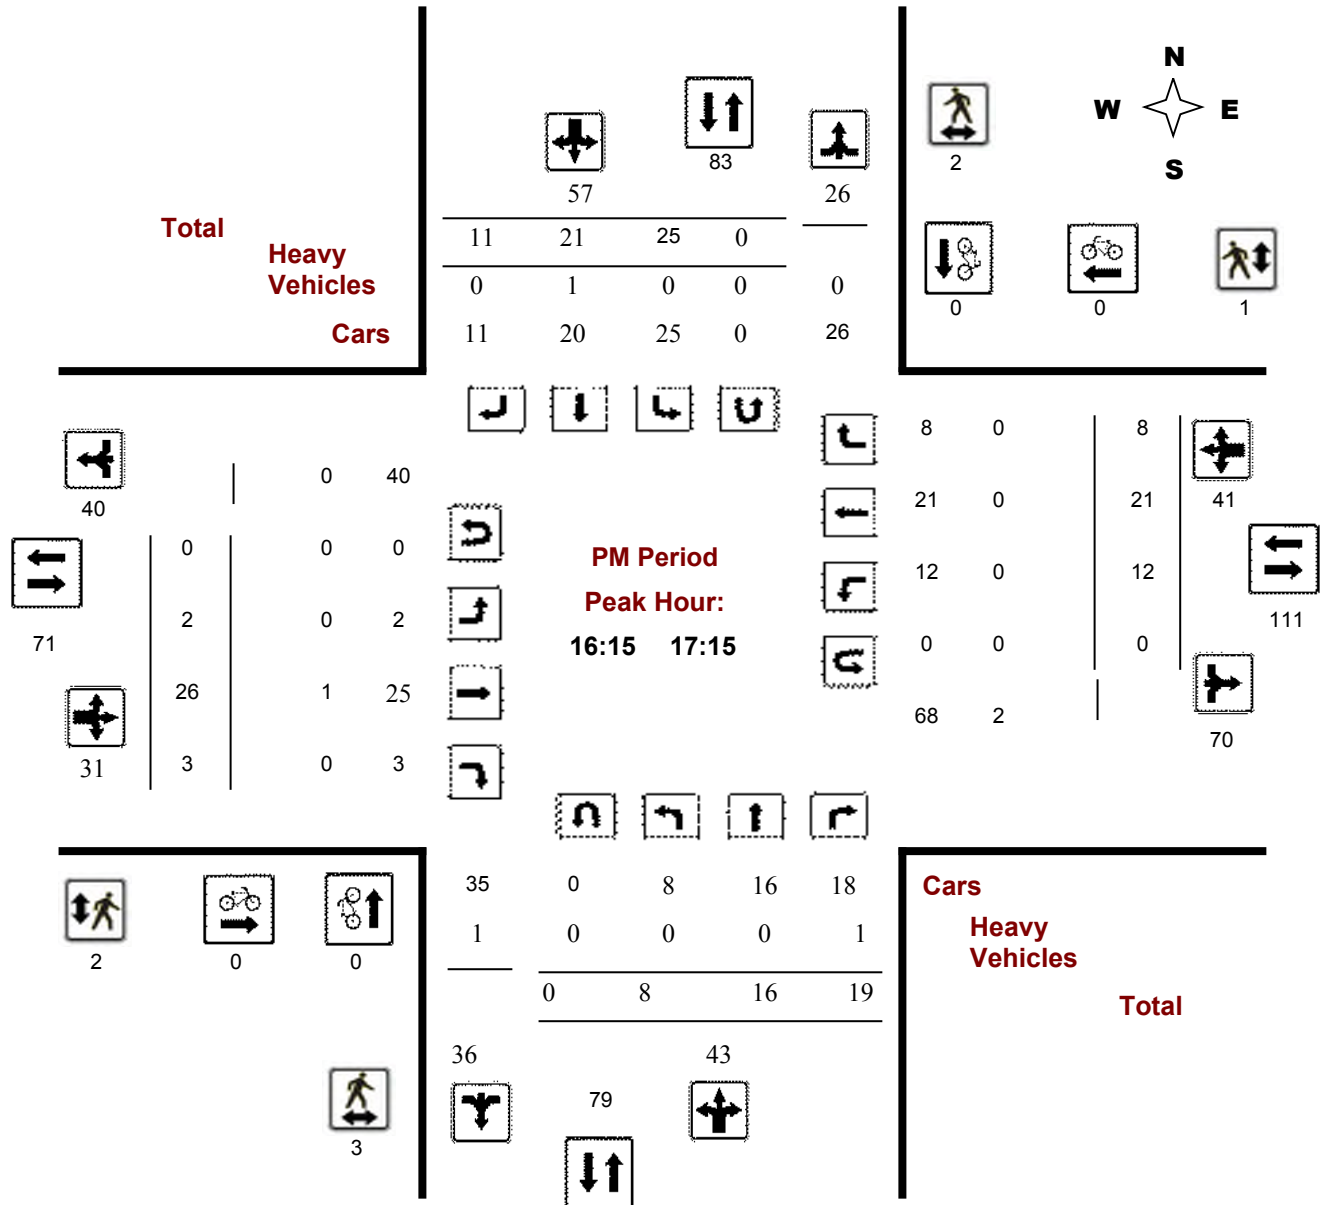 N
W E
S
83
2
57
26
Total
11 21 25 0
Heavy
Vehicles
0 1 0 0 0
0 0 1
Cars
11 20 25 0 26
8 0 8
0 40
40
21 0 21 41
0 0 0
PM Period
12 0 12
Peak Hour:
2 0 2
111
71
16:15 17:15
0 0 0
26 1 25
68 2
70
31 3 0 3
35 0 8 16 18
Cars
1 0 0 0 1
Heavy
Vehicles
2 0 0
0 8 16 19
Total
36 43
79
3